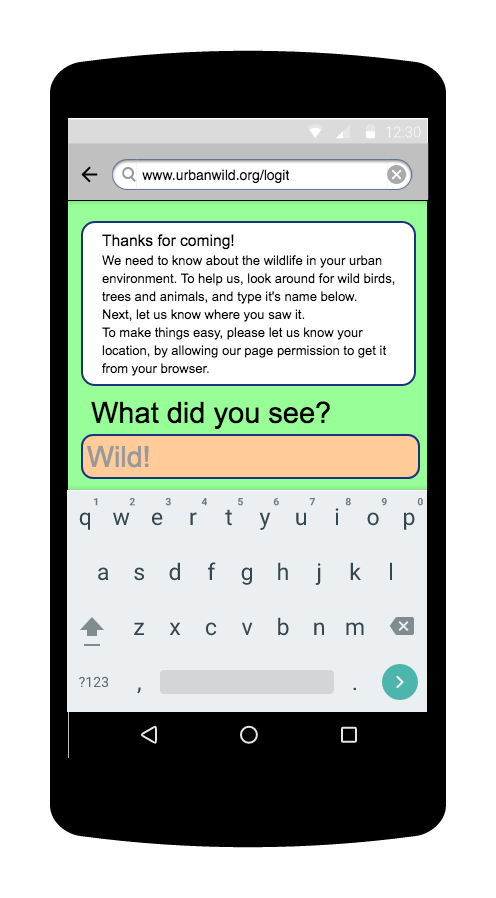 12:30
www.urbanwild.org/logit
Thanks for coming!
We need to know about the wildlife in your urban
environment. To help us, look around for wild birds,
trees and animals, and type it's name below.
Next, let us know where you saw it.
To make things easy, please let us know your
location, by allowing our page permission to get it
from your browser.
What did you see?
Wild!
1 2 3 4 5 6 7 8 9 0
q w e r t y u i o p
a s d f g h j k l
z x c v b n m
?123 , .